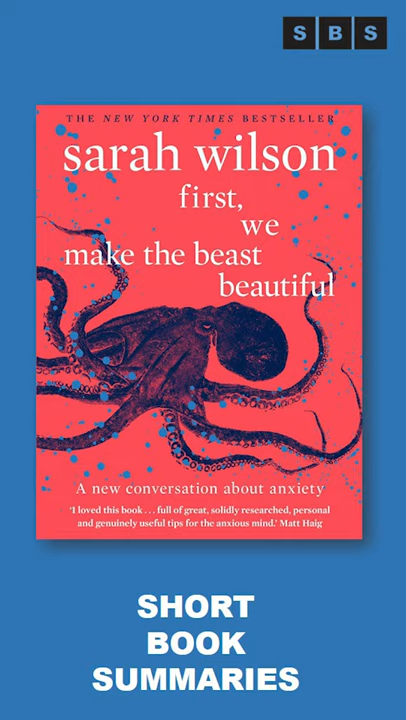 S B S
THE NEW YORK TIMES BESTSELLER
sarah wilson
first,
we
make the beast
beautiful
A new conversation about anxiety
'I loved this book . . . full of great, solidly researched, personal
and genuinely useful tips for the anxious mind.' Matt Haig
SHORT
BOOK
SUMMARIES